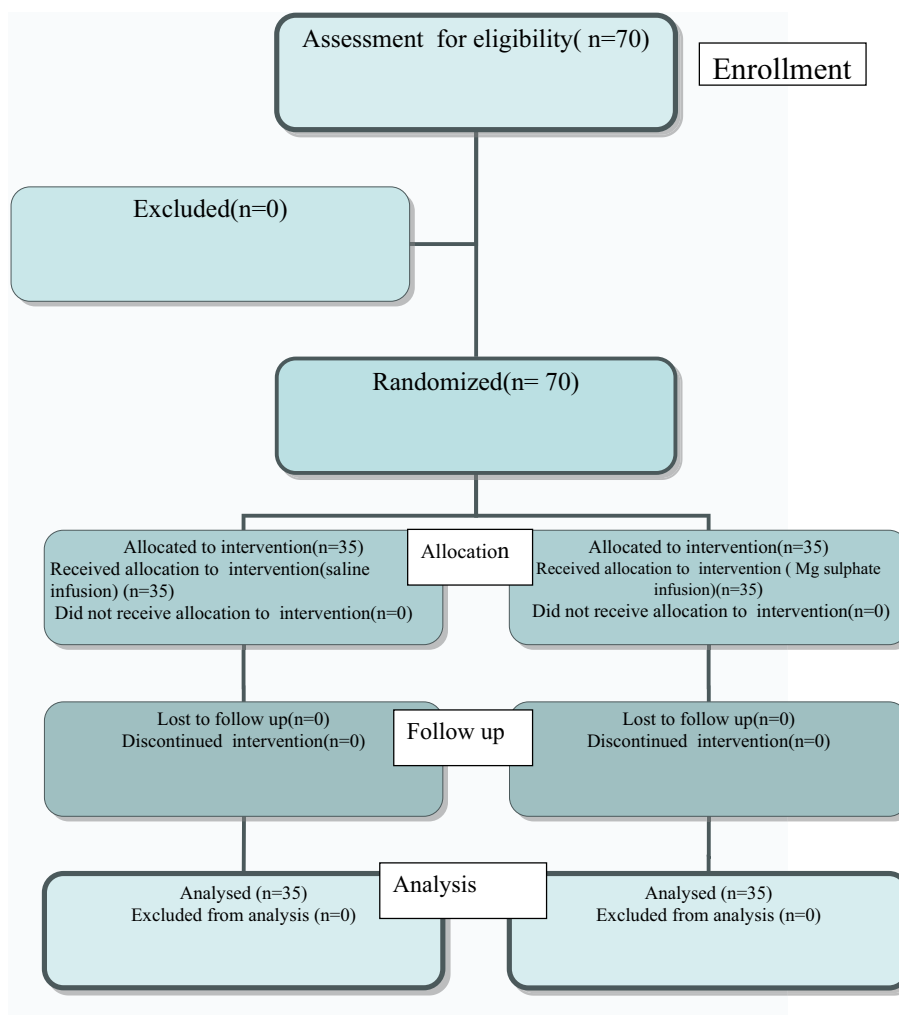 Assessment  for eligibility( n=70)
Enrollment
Excluded(n=0)
Randomized(n= 70)
Allocated to intervention(n=35)
Received allocation to  intervention(saline
infusion) (n=35)
Did not receive allocation to  intervention(n=0)
Allocation
Allocated to intervention(n=35)
Received allocation to intervention ( Mg sulphate
infusion)(n=35)
Did not receive allocation to  intervention(n=0)
Lost to follow up(n=0)
Discontinued  intervention(n=0)
Follow up
Lost to follow up(n=0)
Discontinued  intervention(n=0)
Analysed (n=35)
Excluded from analysis (n=0)
Analysis
Analysed (n=35)
Excluded from analysis (n=0)